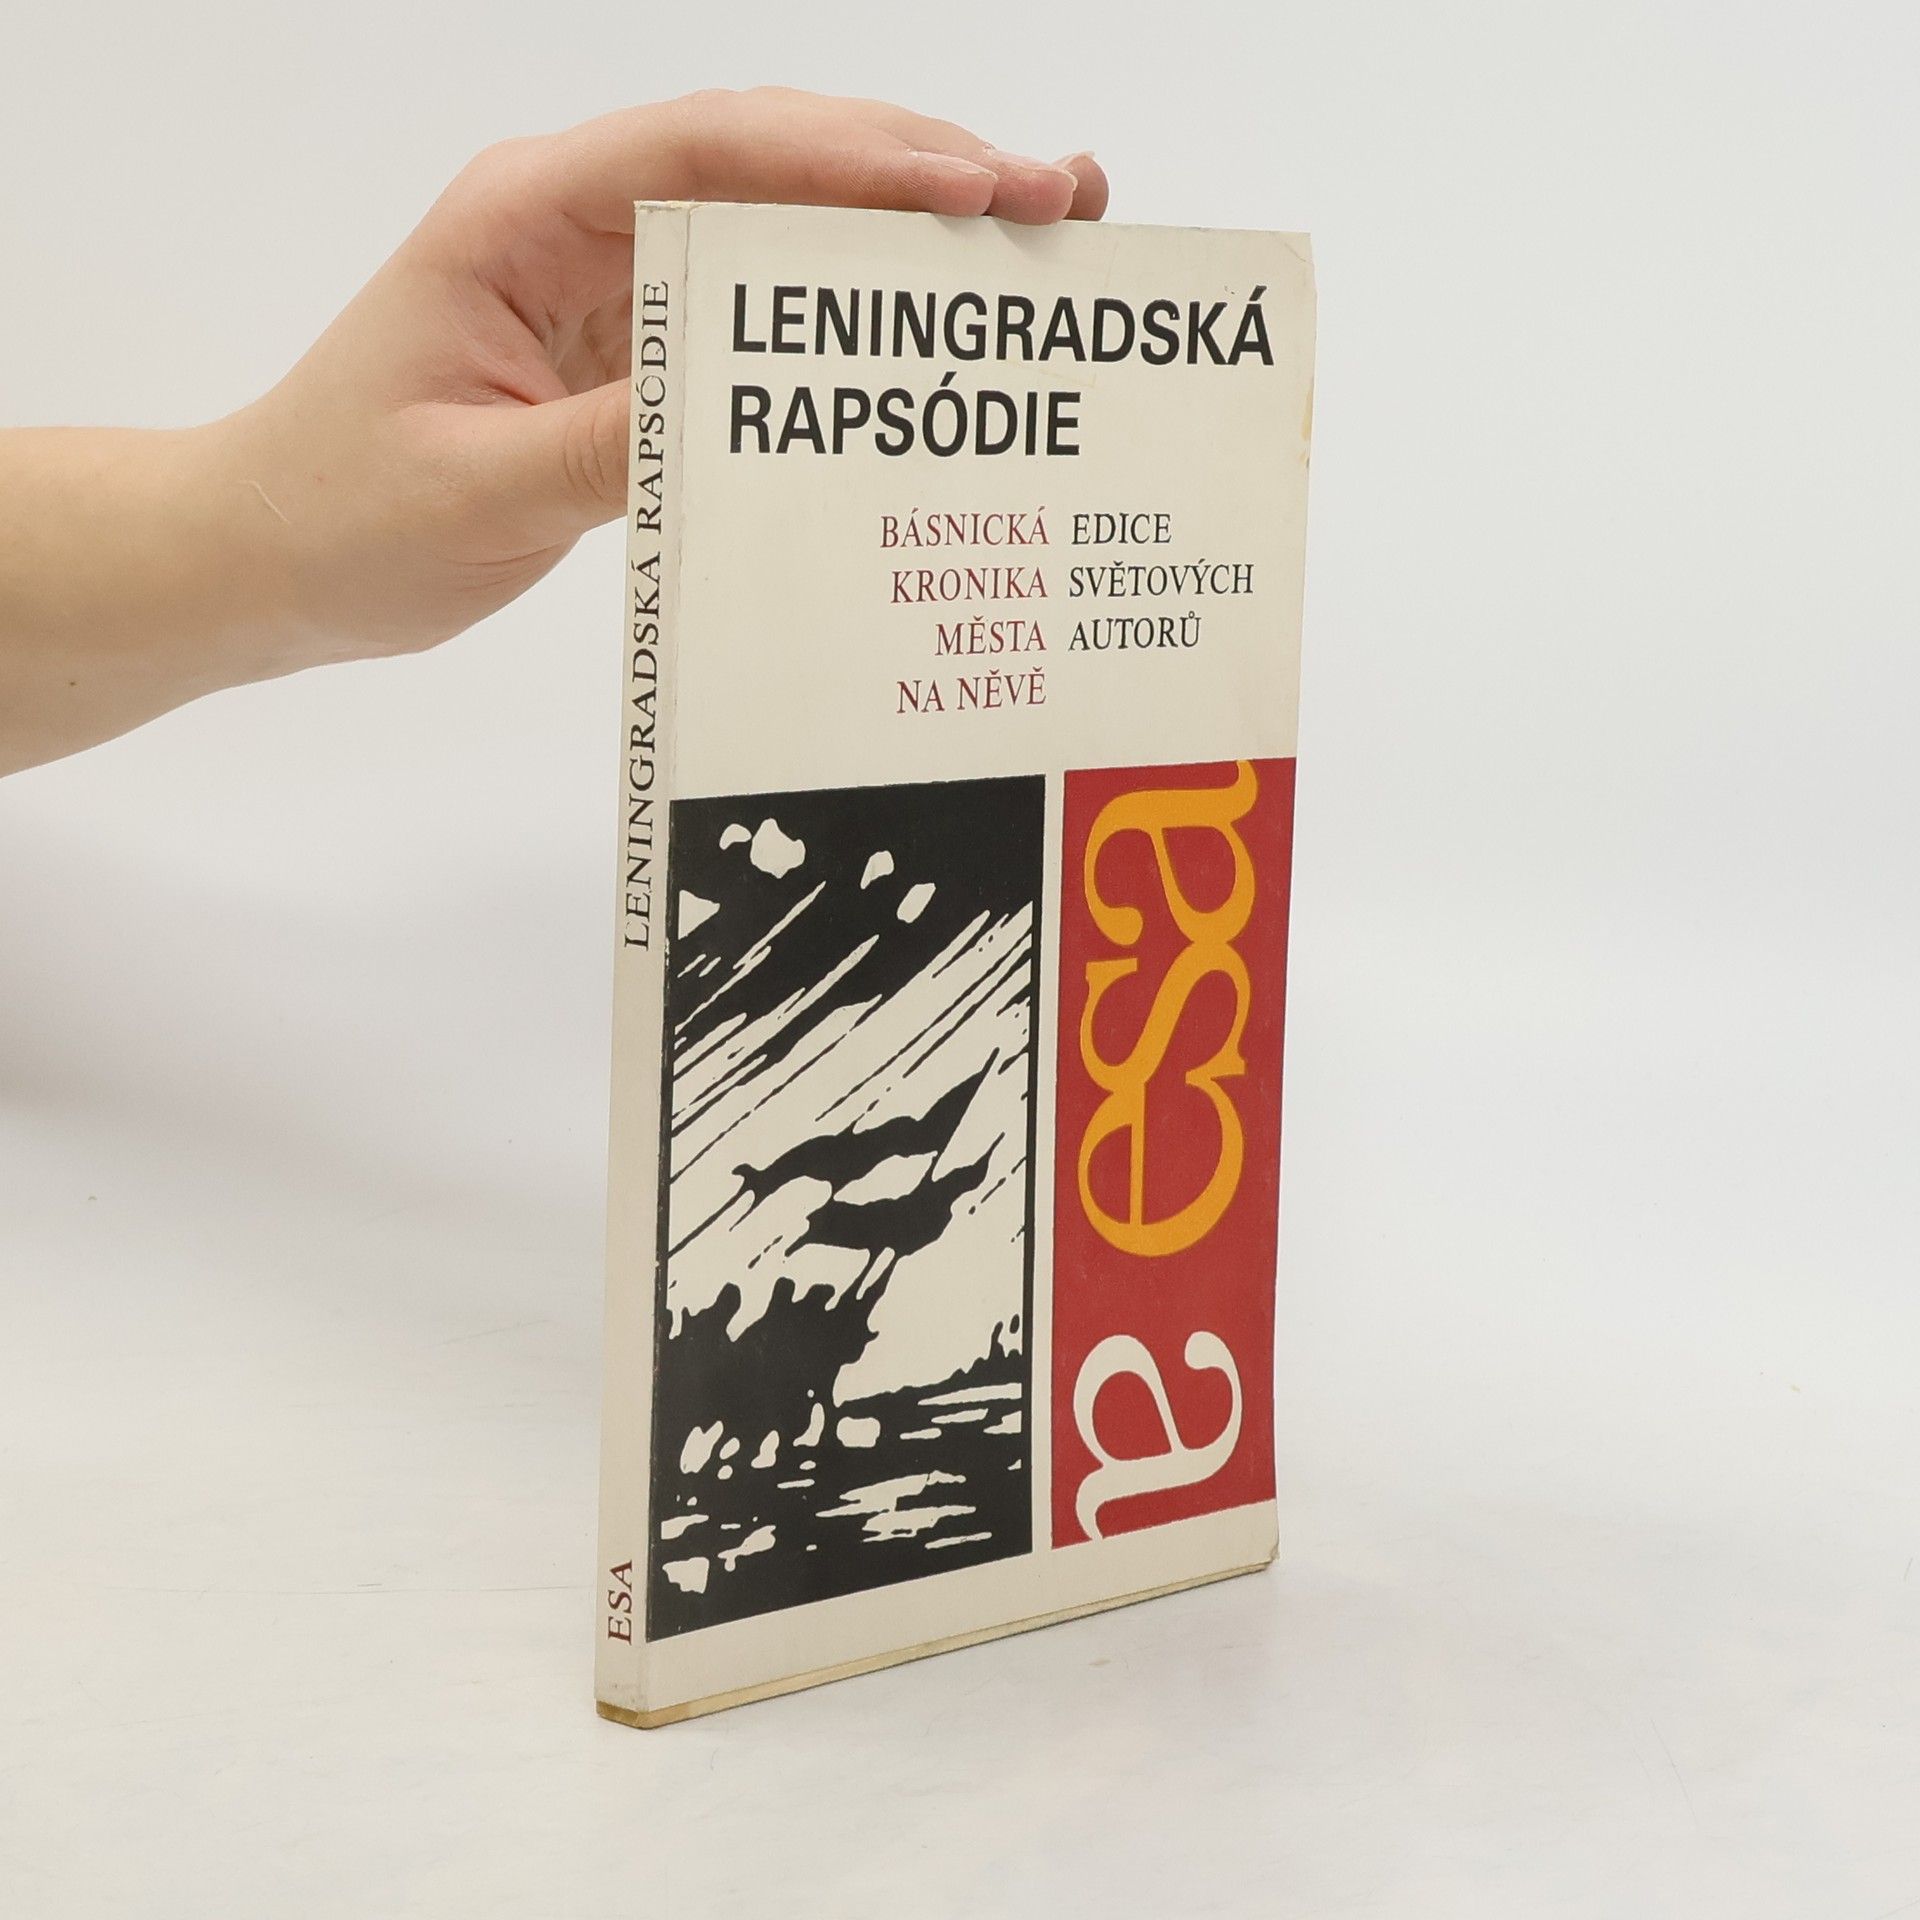 LENINGRADSKÁ
RAPSÓDIE
BÁSNICKÁ
KRONIKA
MĚSTA
NA NĚVĚ
EDICE
SVĚTOVÝCH
AUTORŮ
esa
a
LENINGRADSKÁ RAPSÓDIE
ESA